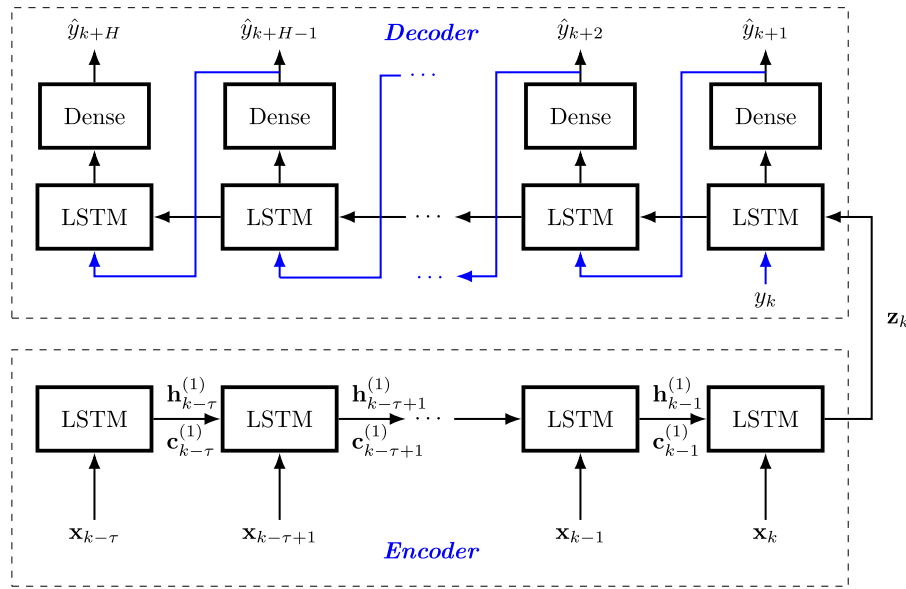 ŷ_{k+H} ŷ_{k+H−1} Decoder ŷ_{k+2} ŷ_{k+1}
···
Dense Dense Dense Dense
LSTM LSTM ··· LSTM LSTM
···
y_k
z_k
h^{(1)}_{k−τ} h^{(1)}_{k−τ+1} h^{(1)}_{k−1}
LSTM LSTM ··· LSTM LSTM
c^{(1)}_{k−τ} c^{(1)}_{k−τ+1} c^{(1)}_{k−1}
x_{k−τ} x_{k−τ+1} x_{k−1} x_k
Encoder